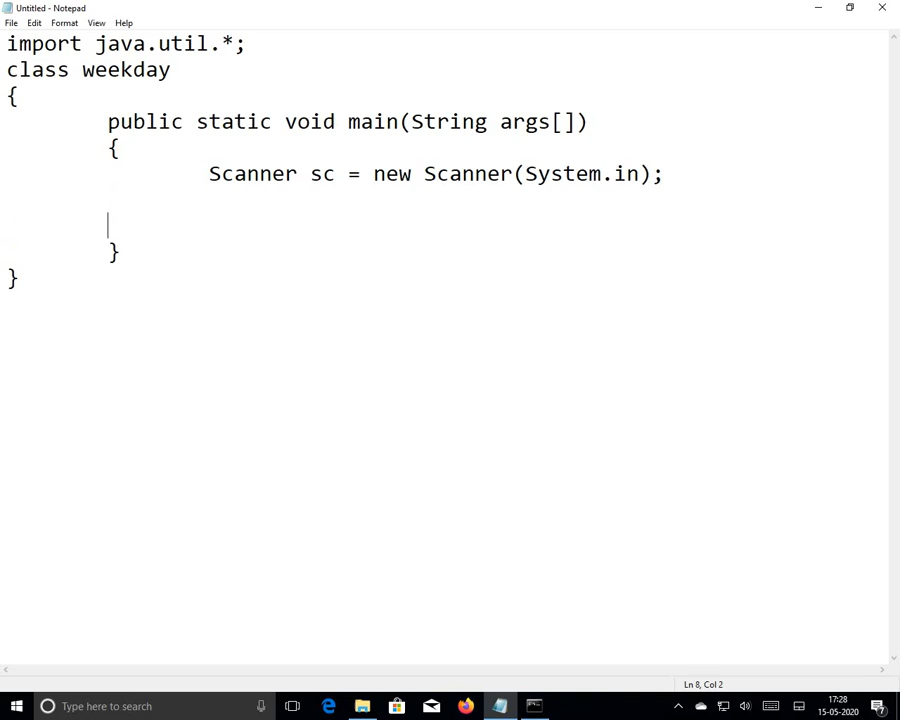 Untitled - Notepad
File Edit Format View Help
import java.util.*;
class weekday
{
public static void main(String args[])
{
Scanner sc = new Scanner(System.in);
}
}
Ln 8, Col 2
Type here to search
17:28
15-05-2020
7